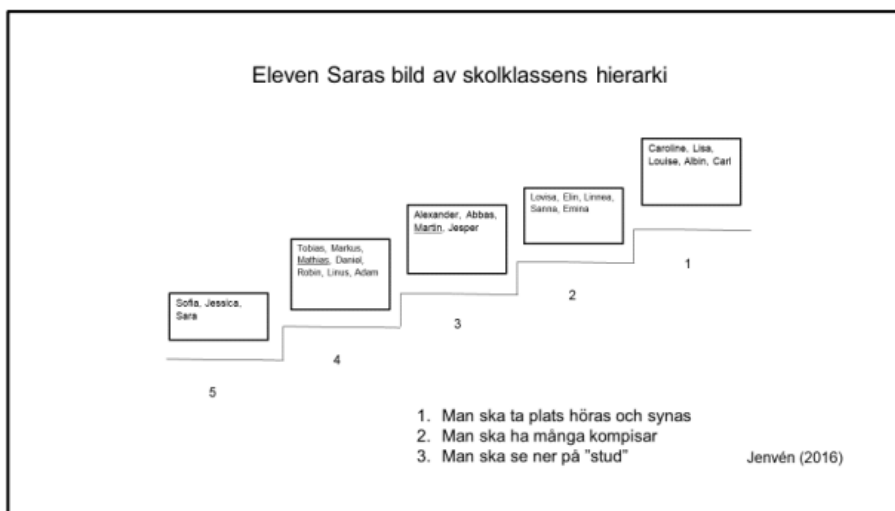 Eleven Saras bild av skolklassens hierarki
Caroline, Lisa,
Louise, Albin, Carl
1
Lovisa, Elin, Linnea,
Sanna, Emina
2
Alexander, Abbas,
Martin, Jesper
3
Tobias, Markus,
Mathias, Daniel,
Robin, Linus, Adam
4
Sofia, Jessica,
Sara
5
1. Man ska ta plats höras och synas
2. Man ska ha många kompisar
3. Man ska se ner på ”stud”
Jenvén (2016)